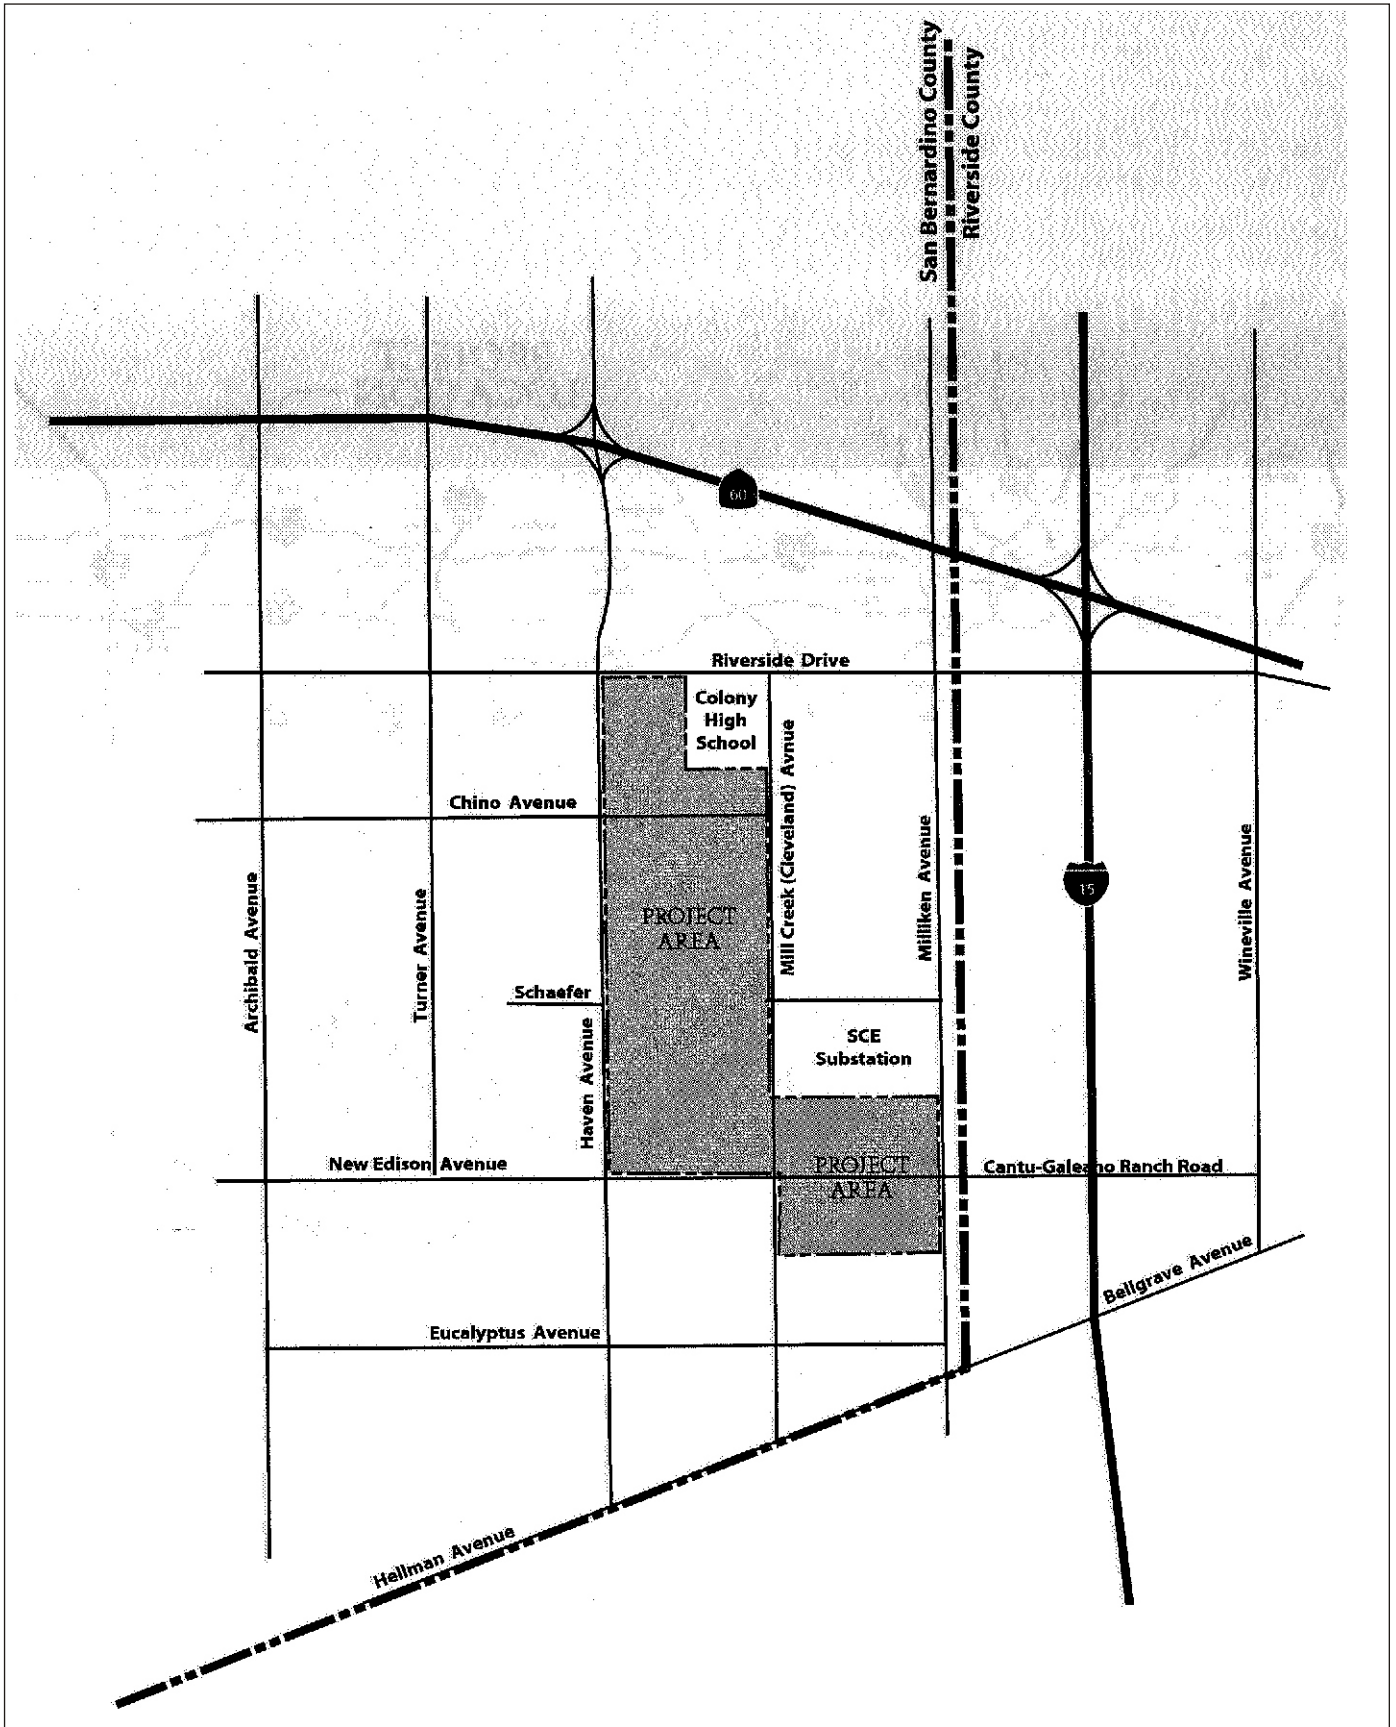 San Bernardino County
Riverside County
60
Riverside Drive
Colony
High
School
Mill Creek (Cleveland) Avnue
Chino Avenue
Milliken Avenue
Wineville Avenue
15
Archibald Avenue
Turner Avenue
PROJECT
AREA
Schaefer
Haven Avenue
SCE
Substation
New Edison Avenue
PROJECT
AREA
Cantu-Galeano Ranch Road
Bellgrave Avenue
Eucalyptus Avenue
Hellman Avenue